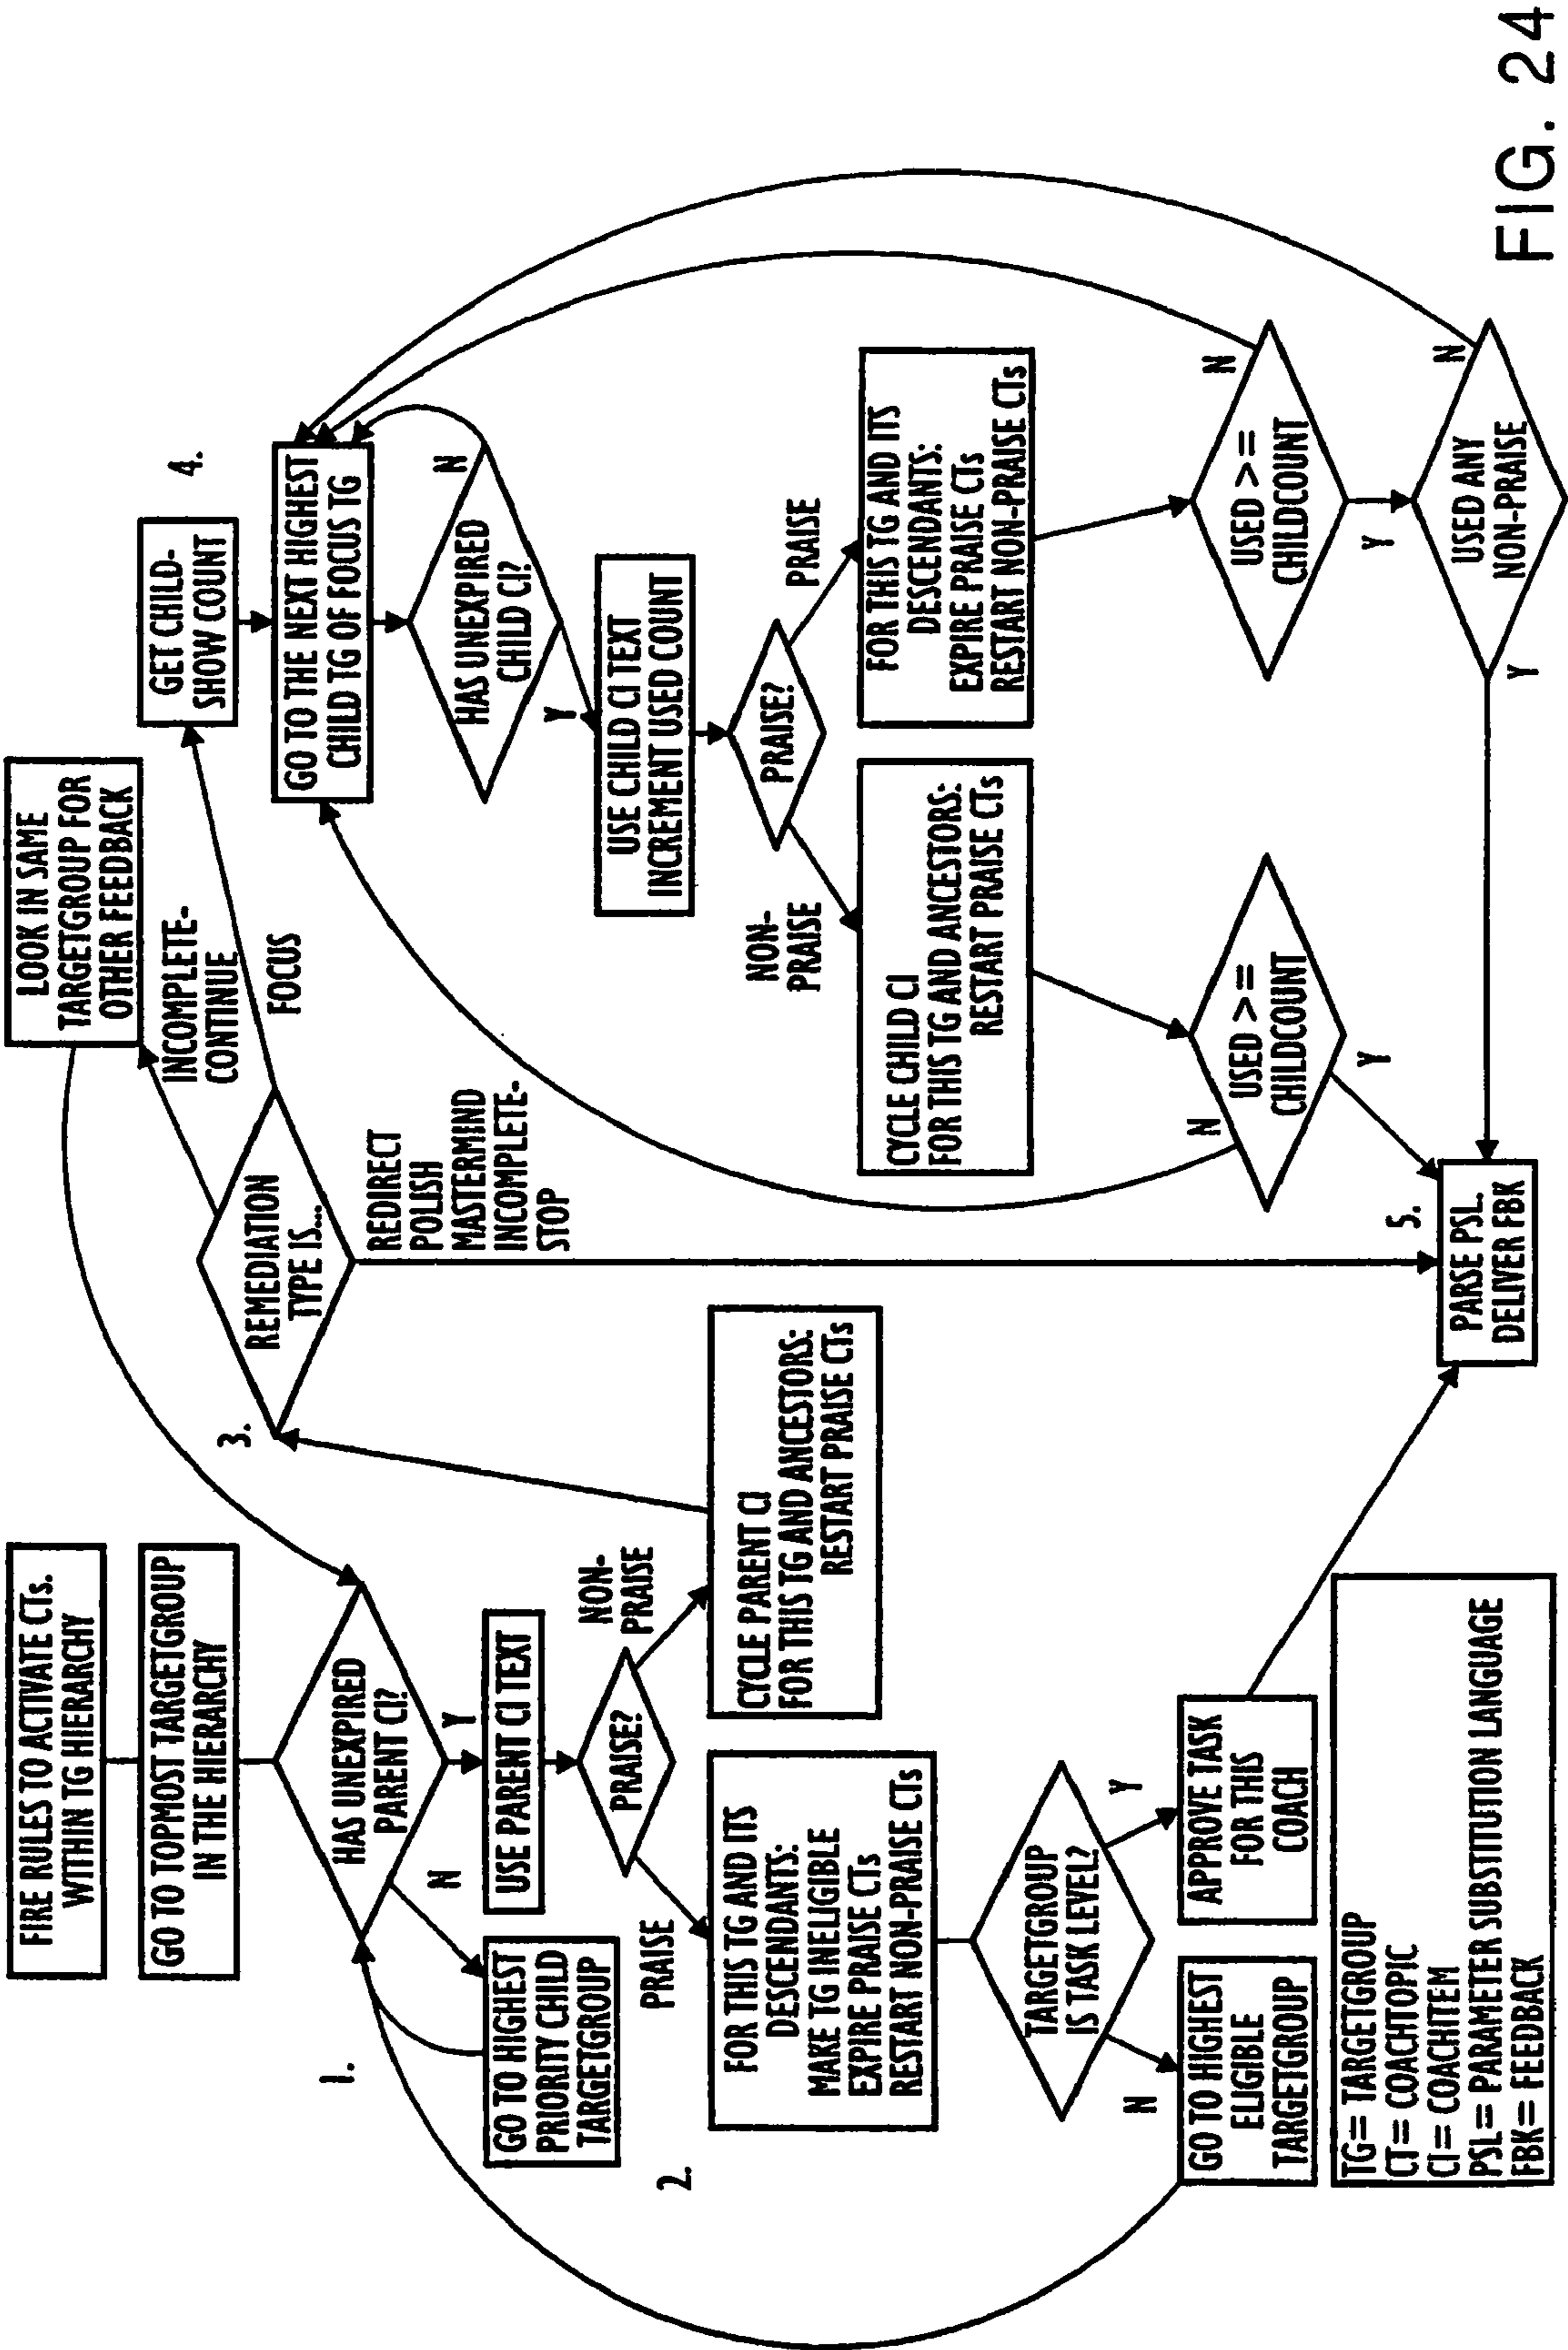 FIRE RULES TO ACTIVATE CTs.
WITHIN TG HIERARCHY
GO TO TOPMOST TARGETGROUP
IN THE HIERARCHY
1.
HAS UNEXPIRED
PARENT CI?
N
Y
GO TO HIGHEST
PRIORITY CHILD
TARGETGROUP
USE PARENT CI TEXT
2.
PRAISE?
PRAISE
NON-
PRAISE
FOR THIS TG AND ITS
DESCENDANTS:
MAKE TG INELIGIBLE
EXPIRE PRAISE CTs
RESTART NON-PRAISE CTs
CYCLE PARENT CI
FOR THIS TG AND ANCESTORS:
RESTART PRAISE CTs
TARGETGROUP
IS TASK LEVEL?
N
Y
GO TO HIGHEST
ELIGIBLE
TARGETGROUP
APPROVE TASK
FOR THIS
COACH
TG= TARGETGROUP
CT= COACHTOPIC
CI= COACHITEM
PSL= PARAMETER SUBSTITUTION LANGUAGE
FBK= FEEDBACK
3.
REMEDIATION
TYPE IS...
LOOK IN SAME
TARGETGROUP FOR
OTHER FEEDBACK
INCOMPLETE-
CONTINUE
FOCUS
REDIRECT
POLISH
MASTERMIND
INCOMPLETE-
STOP
GET CHILD-
SHOW COUNT
4.
GO TO THE NEXT HIGHEST
CHILD TG OF FOCUS TG
HAS UNEXPIRED
CHILD CI?
N
Y
USE CHILD CI TEXT
INCREMENT USED COUNT
PRAISE?
NON-
PRAISE
PRAISE
CYCLE CHILD CI
FOR THIS TG AND ANCESTORS:
RESTART PRAISE CTs
FOR THIS TG AND ITS
DESCENDANTS:
EXPIRE PRAISE CTs
RESTART NON-PRAISE CTs
USED >=
CHILDCOUNT
N
Y
USED >=
CHILDCOUNT
N
Y
USED ANY
NON-PRAISE
N
Y
5.
PARSE PSL.
DELIVER FBK
FIG. 24